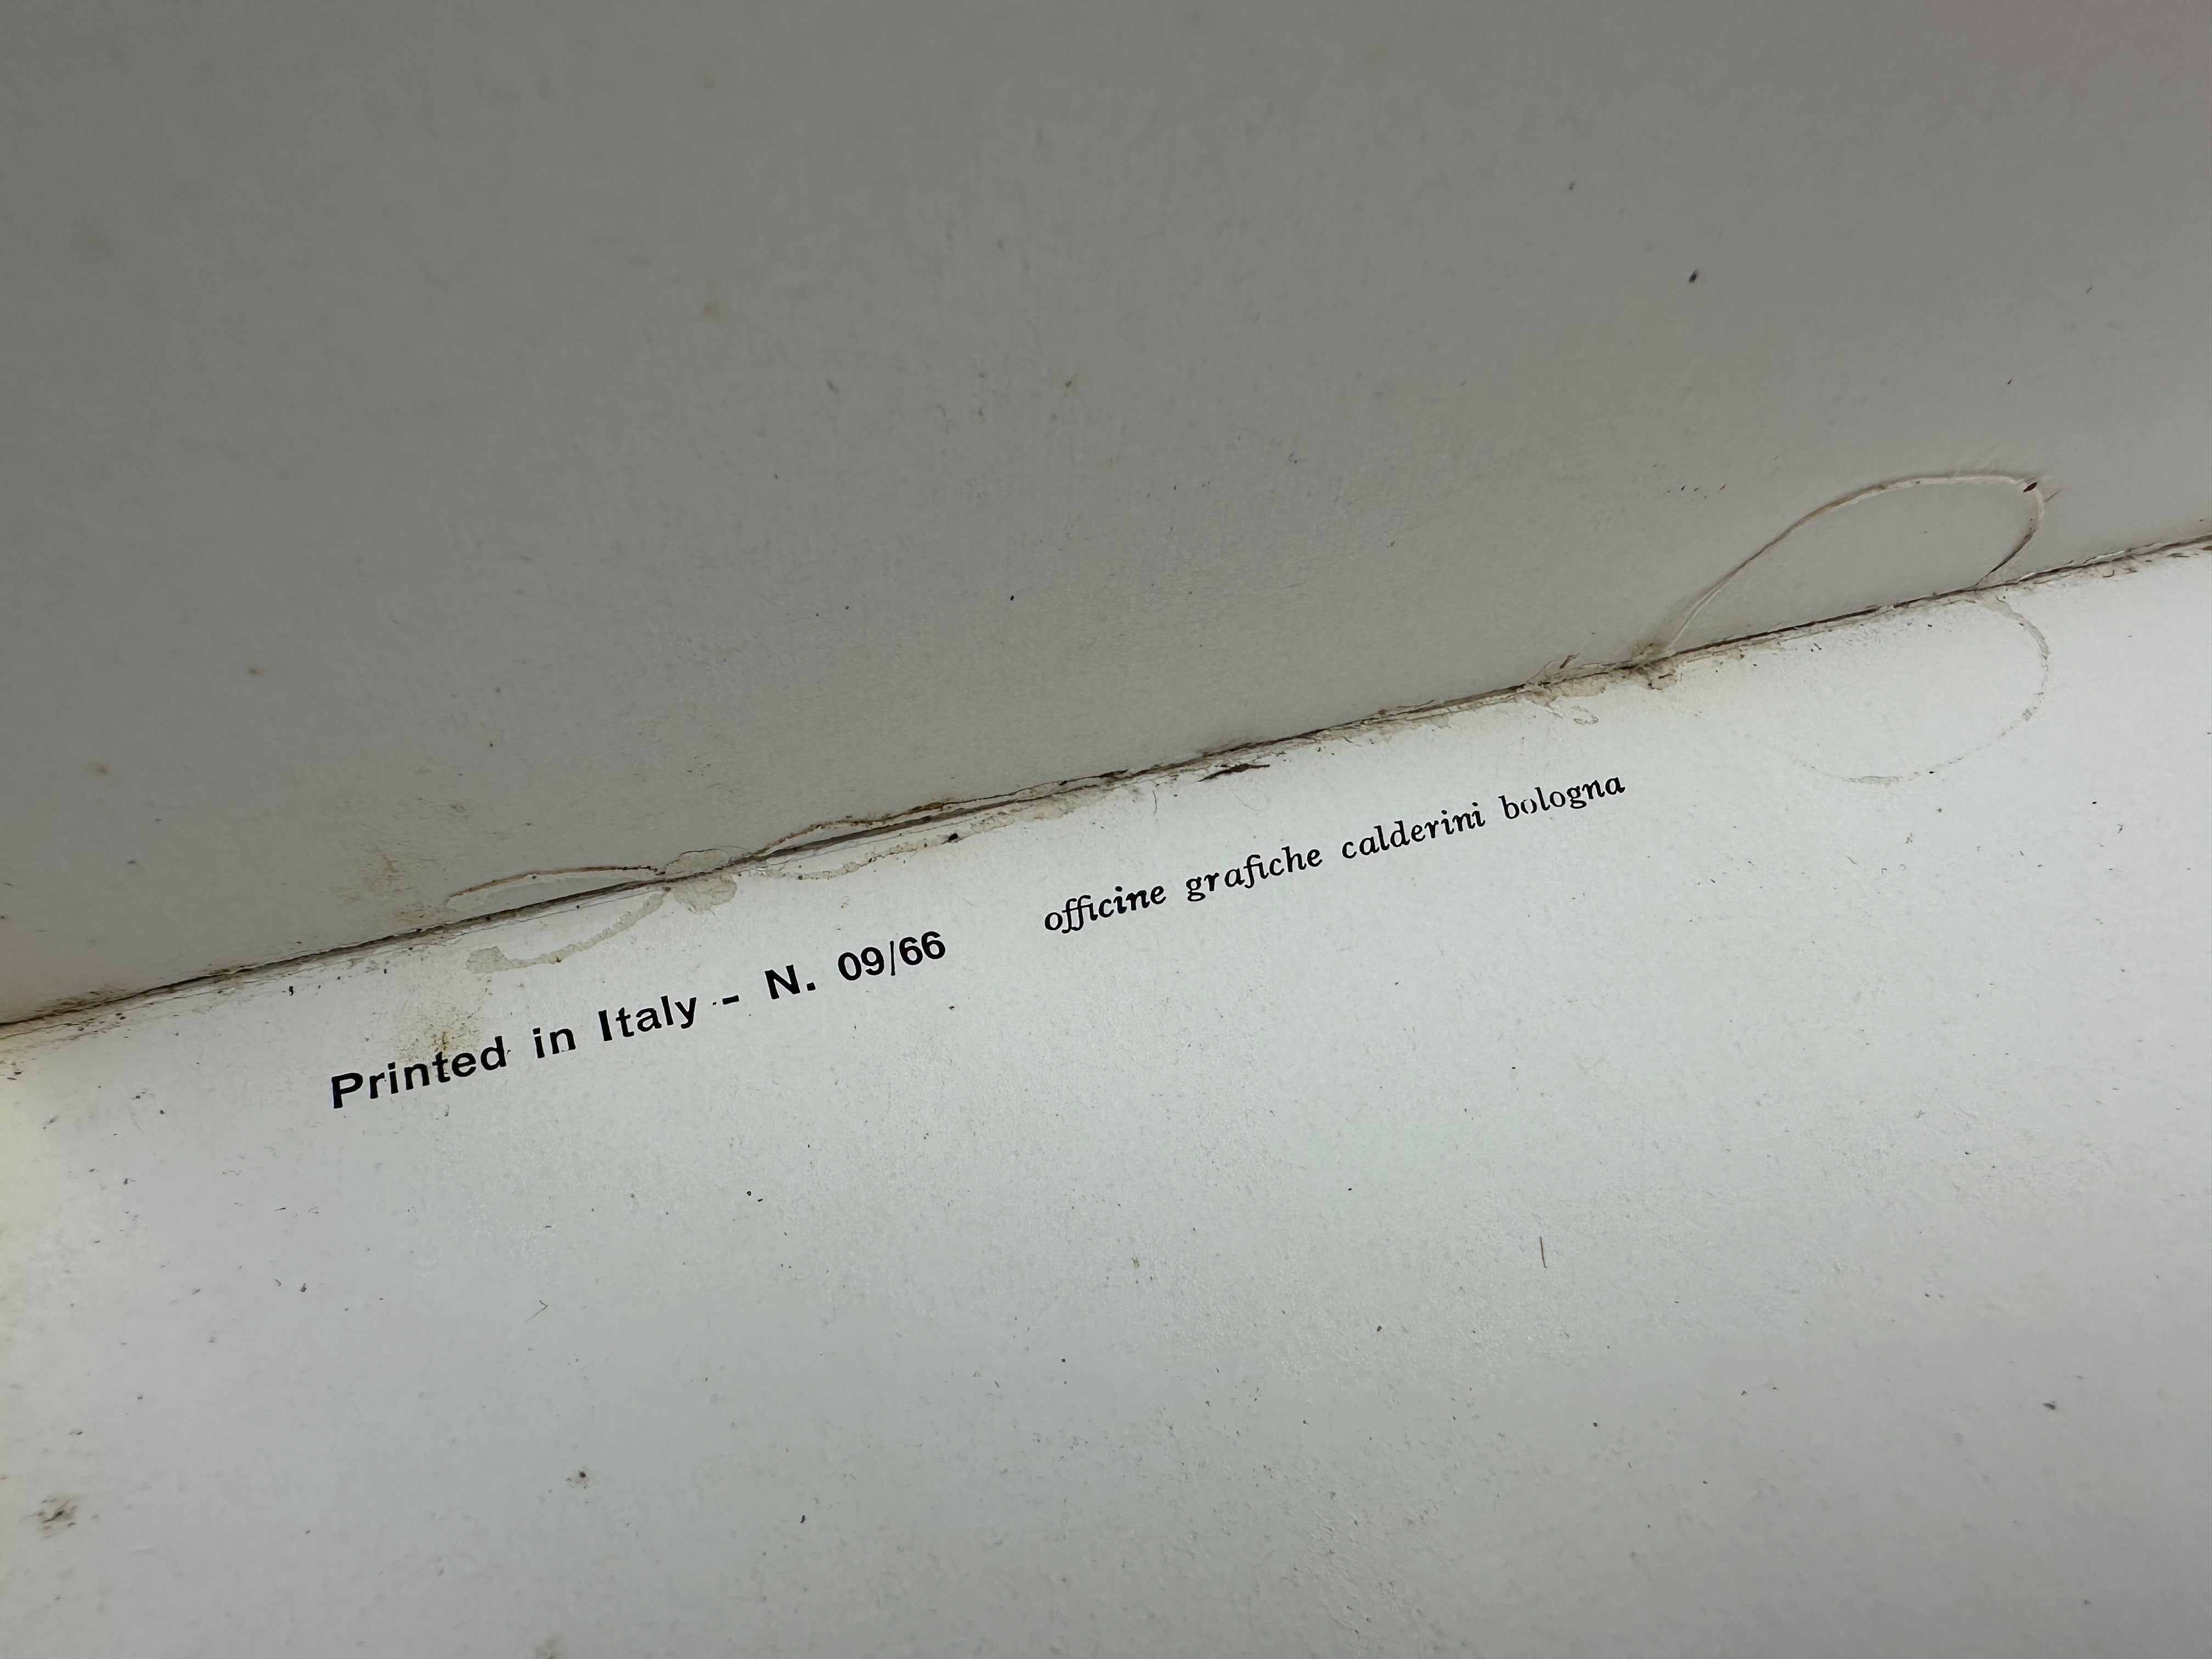 Printed in Italy - N. 09/66 officine grafiche calderini bologna